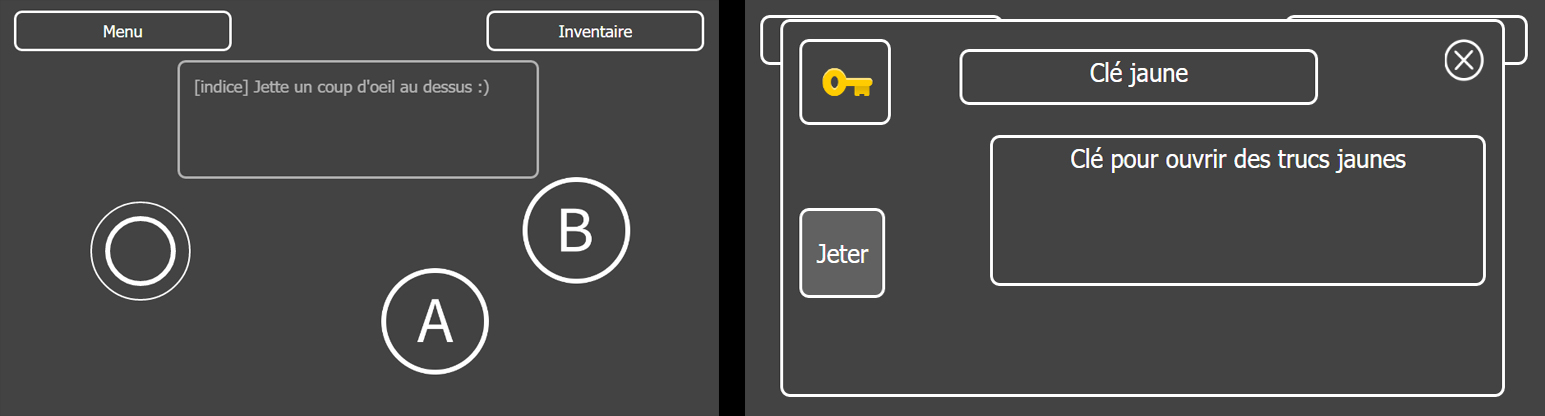 Menu
Inventaire
[indice] Jette un coup d'oeil au dessus :)
B
A
Clé jaune
Clé pour ouvrir des trucs jaunes
Jeter